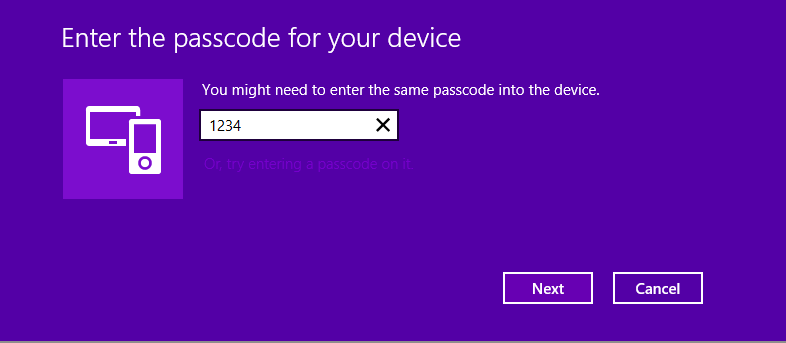 Enter the passcode for your device
You might need to enter the same passcode into the device.
1234
Or, try entering a passcode on it.
Next
Cancel